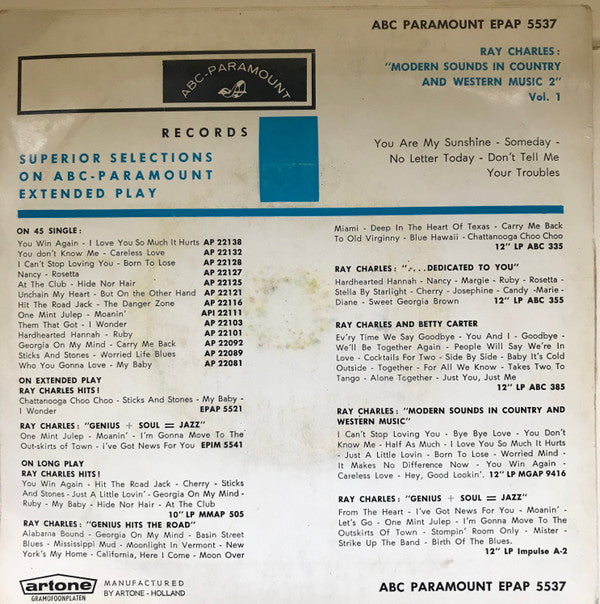 ABC PARAMOUNT EPAP 5537
ABC-PARAMOUNT
RAY CHARLES:
"MODERN SOUNDS IN COUNTRY
AND WESTERN MUSIC 2"
Vol. 1
RECORDS
You Are My Sunshine - Someday -
No Letter Today - Don't Tell Me
Your Troubles
SUPERIOR SELECTIONS
ON ABC-PARAMOUNT
EXTENDED PLAY
ON 45 SINGLE:
You Win Again - I Love You So Much It Hurts AP 22138
You don't Know Me - Careless Love AP 22132
I Can't Stop Loving You - Born To Lose AP 22128
Nancy - Rosetta AP 22127
At The Club - Hide Nor Hair AP 22125
Unchain My Heart - But On the Other Hand AP 22121
Hit The Road Jack - The Danger Zone AP 22116
One Mint Julep - Moanin' API 22111
Them That Got - I Wonder AP 22103
Hardhearted Hannah - Ruby AP 22101
Georgia On My Mind - Carry Me Back AP 22092
Sticks And Stones - Worried Life Blues AP 22089
Who You Gonna Love - My Baby AP 22081
ON EXTENDED PLAY
RAY CHARLES HITS!
Chattanooga Choo Choo - Sticks And Stones - My Baby -
I Wonder EPAP 5521
RAY CHARLES: "GENIUS + SOUL = JAZZ"
One Mint Julep - Moanin' - I'm Gonna Move To The
Out-skirts of Town - I've Got News For You EPIM 5541
ON LONG PLAY
RAY CHARLES HITS!
You Win Again - Hit The Road Jack - Cherry - Sticks
And Stones - Just A Little Lovin' - Georgia On My Mind -
Ruby - My Baby - Hide Nor Hair - At The Club
10" LP MMAP 505
RAY CHARLES: "GENIUS HITS THE ROAD"
Alabama Bound - Georgia On My Mind - Basin Street
Blues - Mississippi Mud - Moonlight In Vermont - New
York's My Home - California, Here I Come - Moon Over
Miami - Deep In The Heart Of Texas - Carry Me Back
To Old Virginny - Blue Hawaii - Chattanooga Choo Choo
12" LP ABC 335
RAY CHARLES: "... DEDICATED TO YOU"
Hardhearted Hannah - Nancy - Margie - Ruby - Rosetta -
Stella By Starlight - Cherry - Josephine - Candy -Marie -
Diane - Sweet Georgia Brown 12" LP ABC 355
RAY CHARLES AND BETTY CARTER
Ev'ry Time We Say Goodbye - You And I - Goodbye -
We'll Be Together Again - People Will Say We're In
Love - Cocktails For Two - Side By Side - Baby It's Cold
Outside - Together - For All We Know - Takes Two To
Tango - Alone Together - Just You, Just Me
12" LP ABC 385
RAY CHARLES: "MODERN SOUNDS IN COUNTRY AND
WESTERN MUSIC"
I Can't Stop Loving You - Bye Bye Love - You Don't
Know Me - Half As Much - I Love You So Much It Hurts
- Just A Little Lovin - Born To Lose - Worried Mind -
It Makes No Difference Now - You Win Again -
Careless Love - Hey, Good Lookin'. 12" LP MGAP 9416
RAY CHARLES: "GENIUS + SOUL = JAZZ"
From The Heart - I've Got News For You - Moanin' -
Let's Go - One Mint Julep - I'm Gonna Move To The
Outskirts Of Town - Stompin' Room Only - Mister -
Strike Up The Band - Birth Of The Blues.
12" LP Impulse A-2
artone
GRAMOFOONPLATEN
MANUFACTURED
BY ARTONE - HOLLAND
ABC PARAMOUNT EPAP 5537